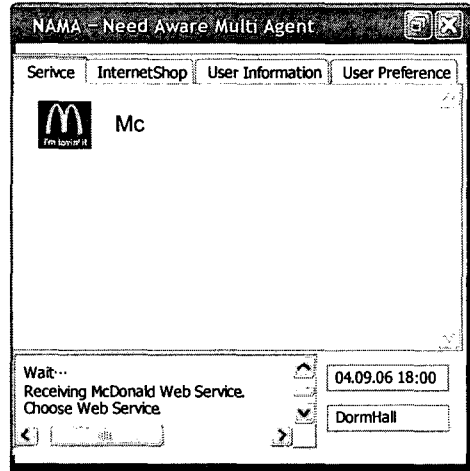 NAMA - Need Aware Multi Agent
Serivce InternetShop User Information User Preference
i'm lovin' it
Mc
Wait...
Receiving McDonald Web Service.
Choose Web Service.
04.09.06 18:00
DormHall